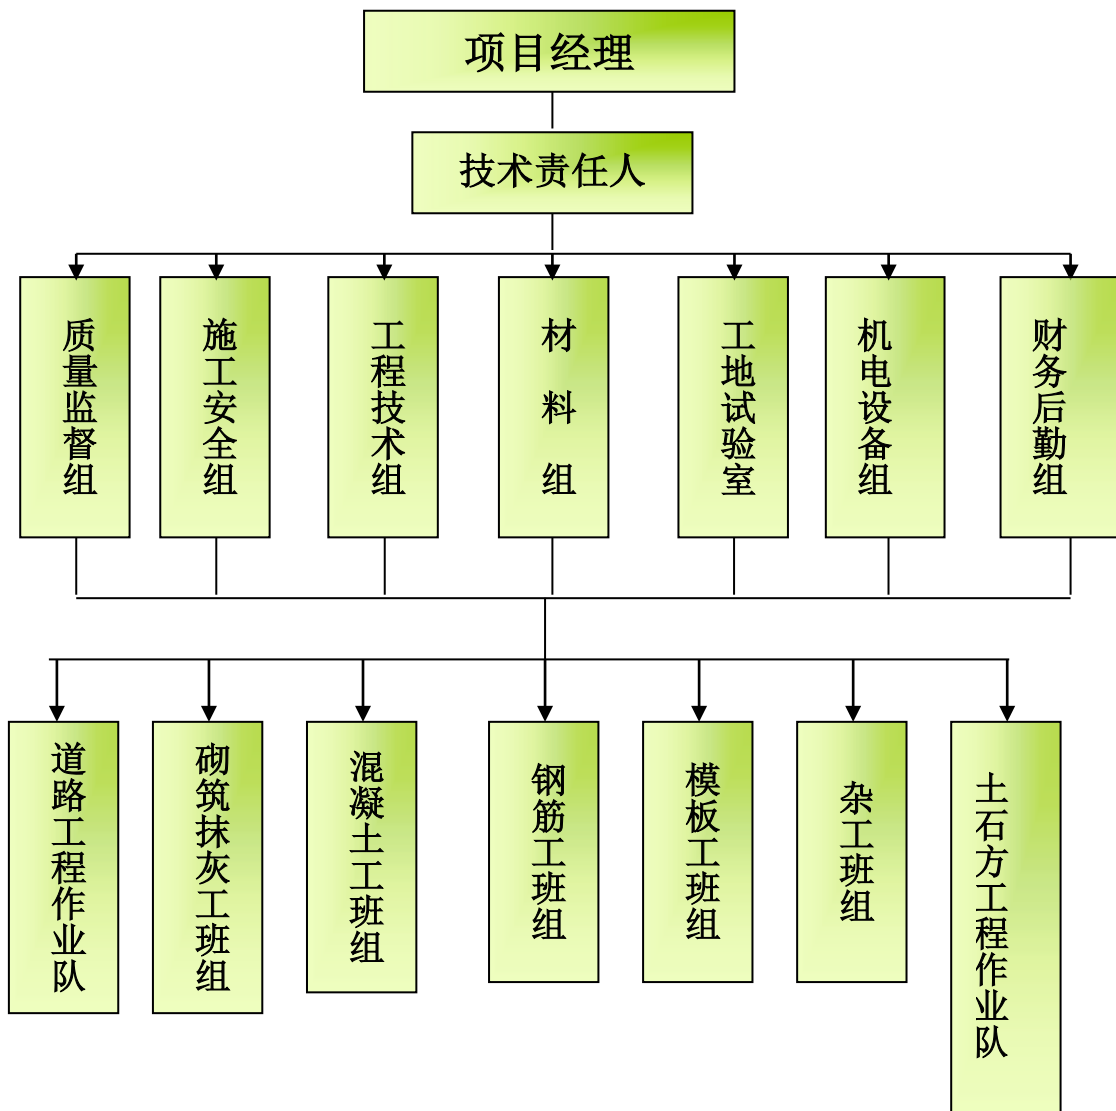 项目经理
技术责任人
质量监督组
施工安全组
工程技术组
材料组
工地试验室
机电设备组
财务后勤组
道路工程作业队
砌筑抹灰工班组
混凝土工班组
钢筋工班组
模板工班组
杂工班组
土石方工程作业队